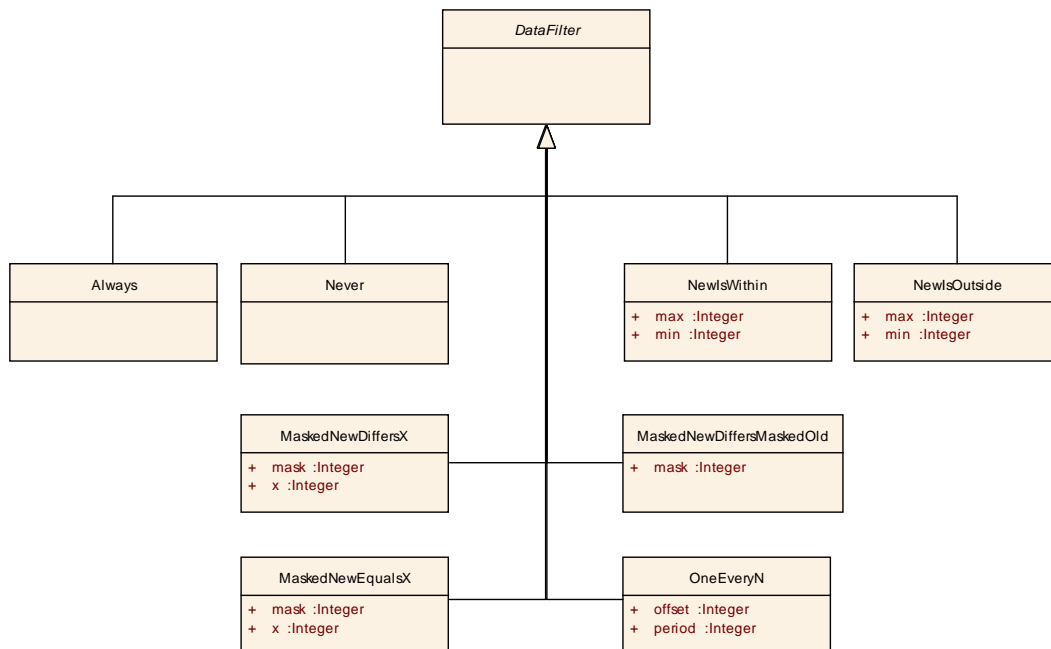 DataFilter
Always
Never
NewIsWithin
+ max :Integer
+ min :Integer
NewIsOutside
+ max :Integer
+ min :Integer
MaskedNewDiffersX
+ mask :Integer
+ x :Integer
MaskedNewDiffersMaskedOld
+ mask :Integer
MaskedNewEqualsX
+ mask :Integer
+ x :Integer
OneEveryN
+ offset :Integer
+ period :Integer